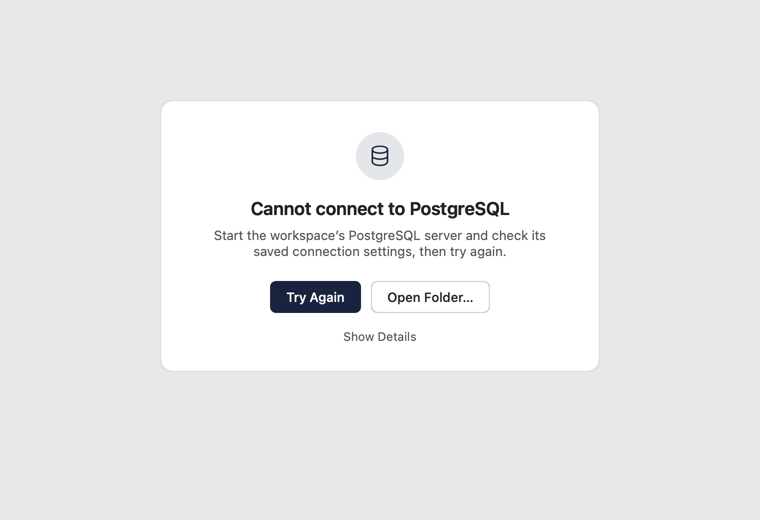 Cannot connect to PostgreSQL
Start the workspace’s PostgreSQL server and check its
saved connection settings, then try again.
Try Again
Open Folder...
Show Details